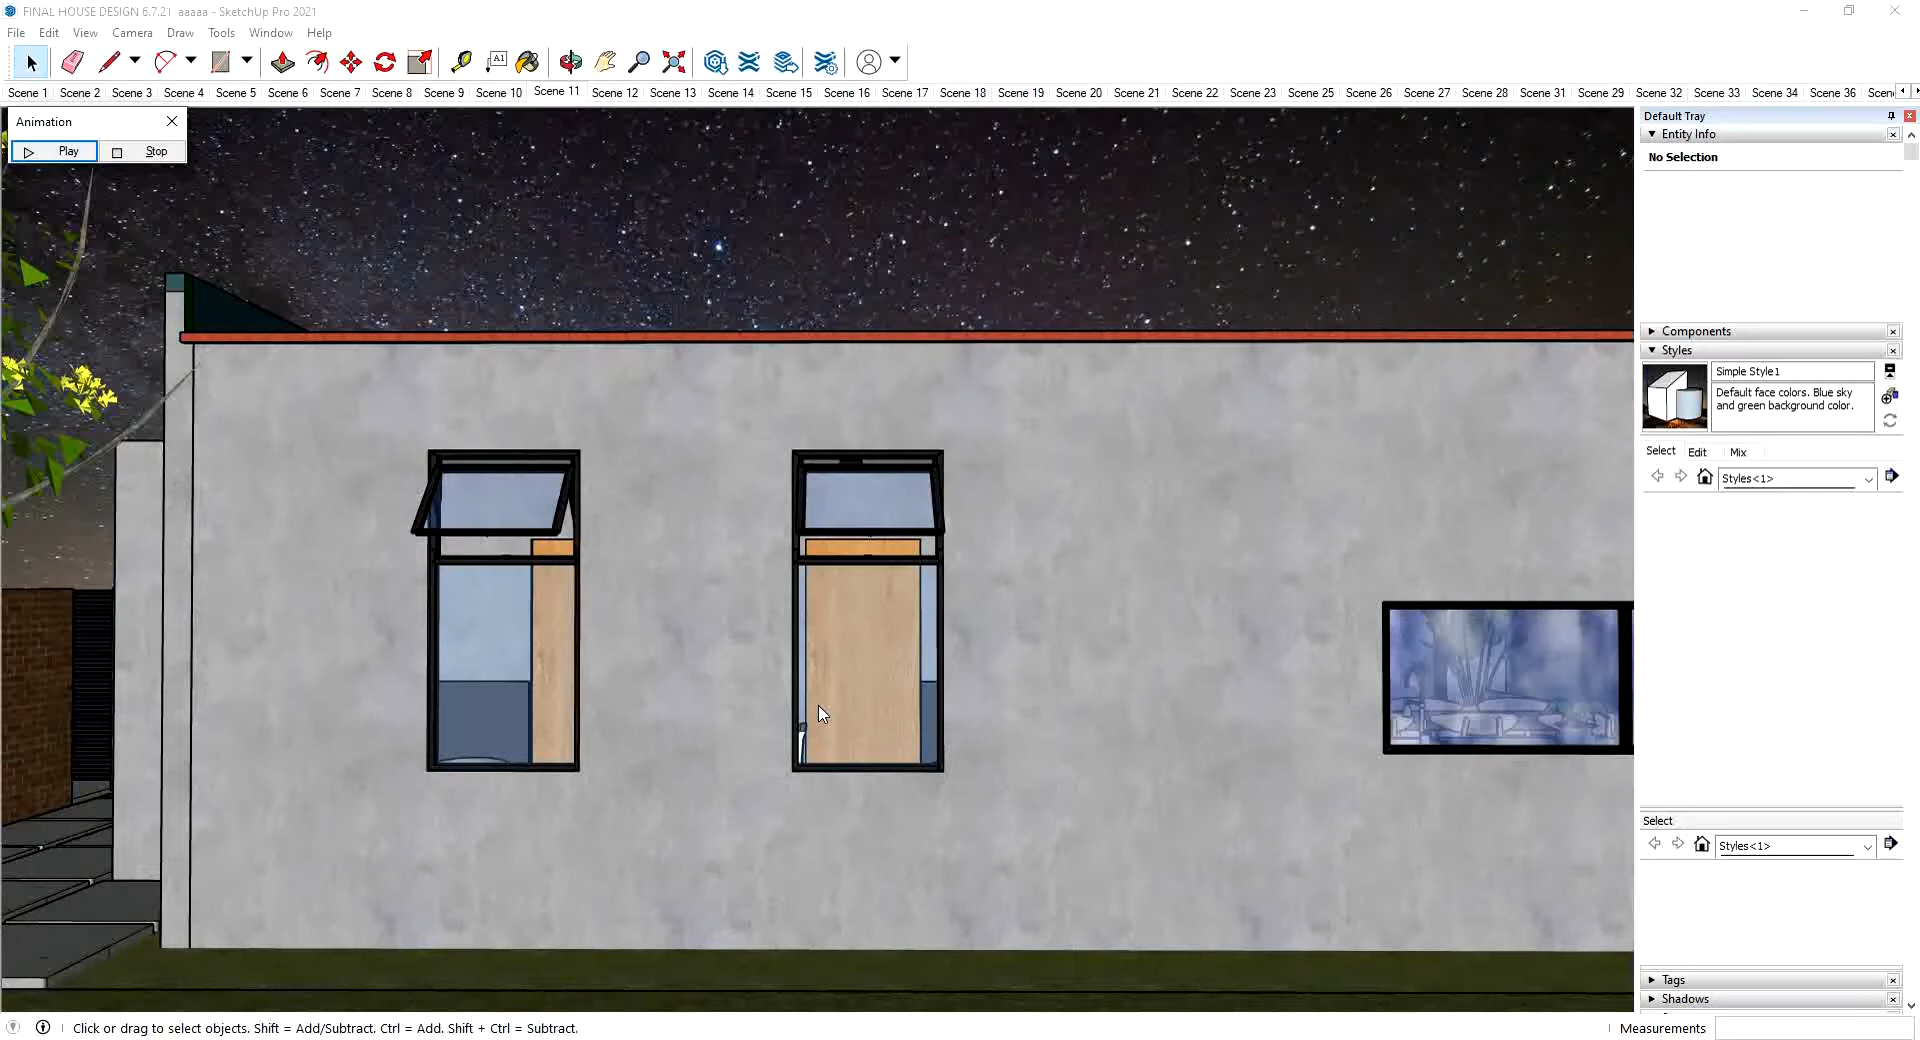 FINAL HOUSE DESIGN 6.7.21 aaaaa - SketchUp Pro 2021
File Edit View Camera Draw Tools Window Help
A1
Scene 1 Scene 2 Scene 3 Scene 4 Scene 5 Scene 6 Scene 7 Scene 8 Scene 9 Scene 10 Scene 11 Scene 12 Scene 13 Scene 14 Scene 15 Scene 16 Scene 17 Scene 18 Scene 19 Scene 20 Scene 21 Scene 22 Scene 23 Scene 25 Scene 26 Scene 27 Scene 28 Scene 31 Scene 29 Scene 32 Scene 33 Scene 34 Scene 36
Animation
Play Stop
Default Tray
Entity Info
No Selection
Components
Styles
Simple Style1
Default face colors. Blue sky
and green background color.
Select Edit Mix
Styles<1>
Select
Styles<1>
Tags
Shadows
Click or drag to select objects. Shift = Add/Subtract. Ctrl = Add. Shift + Ctrl = Subtract.
Measurements